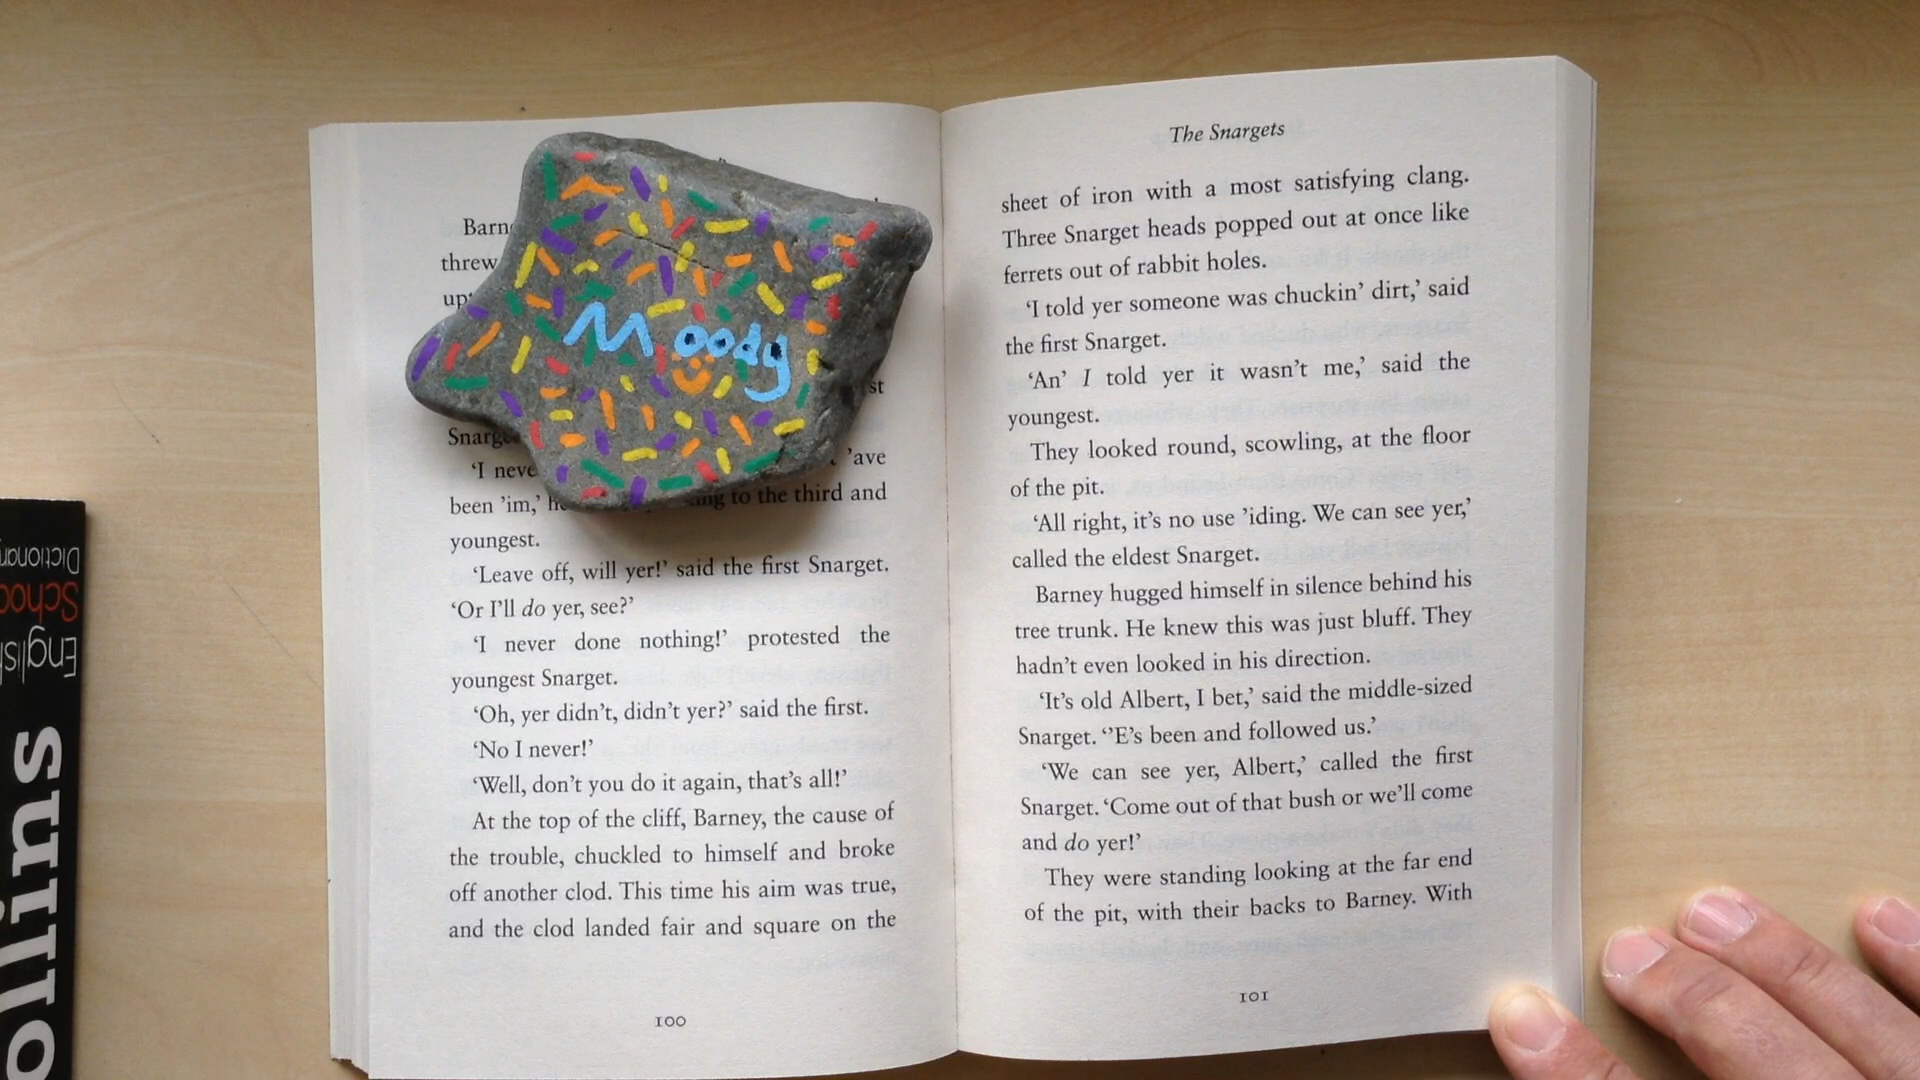 Moody
threw
Snarge
'I neve
'ave
been 'im,' h
to the third and
youngest.
'Leave off, will yer!' said the first Snarget.
'Or I'll do yer, see?'
'I never done nothing!' protested the
youngest Snarget.
'Oh, yer didn't, didn't yer?' said the first.
'No I never!'
'Well, don't you do it again, that's all!'
At the top of the cliff, Barney, the cause of
the trouble, chuckled to himself and broke
off another clod. This time his aim was true,
and the clod landed fair and square on the
100
The Snargets
sheet of iron with a most satisfying clang.
Three Snarget heads popped out at once like
ferrets out of rabbit holes.
'I told yer someone was chuckin' dirt,' said
the first Snarget.
'An' I told yer it wasn't me,' said the
youngest.
They looked round, scowling, at the floor
of the pit.
'All right, it's no use 'iding. We can see yer,'
called the eldest Snarget.
Barney hugged himself in silence behind his
tree trunk. He knew this was just bluff. They
hadn't even looked in his direction.
'It's old Albert, I bet,' said the middle-sized
Snarget. ''E's been and followed us.'
'We can see yer, Albert,' called the first
Snarget. 'Come out of that bush or we'll come
and do yer!'
They were standing looking at the far end
of the pit, with their backs to Barney. With
101
ollins
English
School
Dictionary